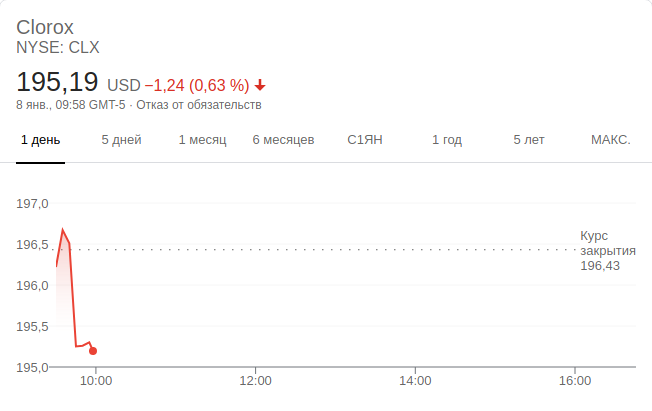 Clorox
NYSE: CLX
195,19 USD −1,24 (0,63 %)
8 янв., 09:58 GMT-5 · Отказ от обязательств
1 день 5 дней 1 месяц 6 месяцев С1ЯН 1 год 5 лет МАКС.
197,0
196,5
196,0
195,5
195,0
Курс
закрытия
196,43
10:00 12:00 14:00 16:00